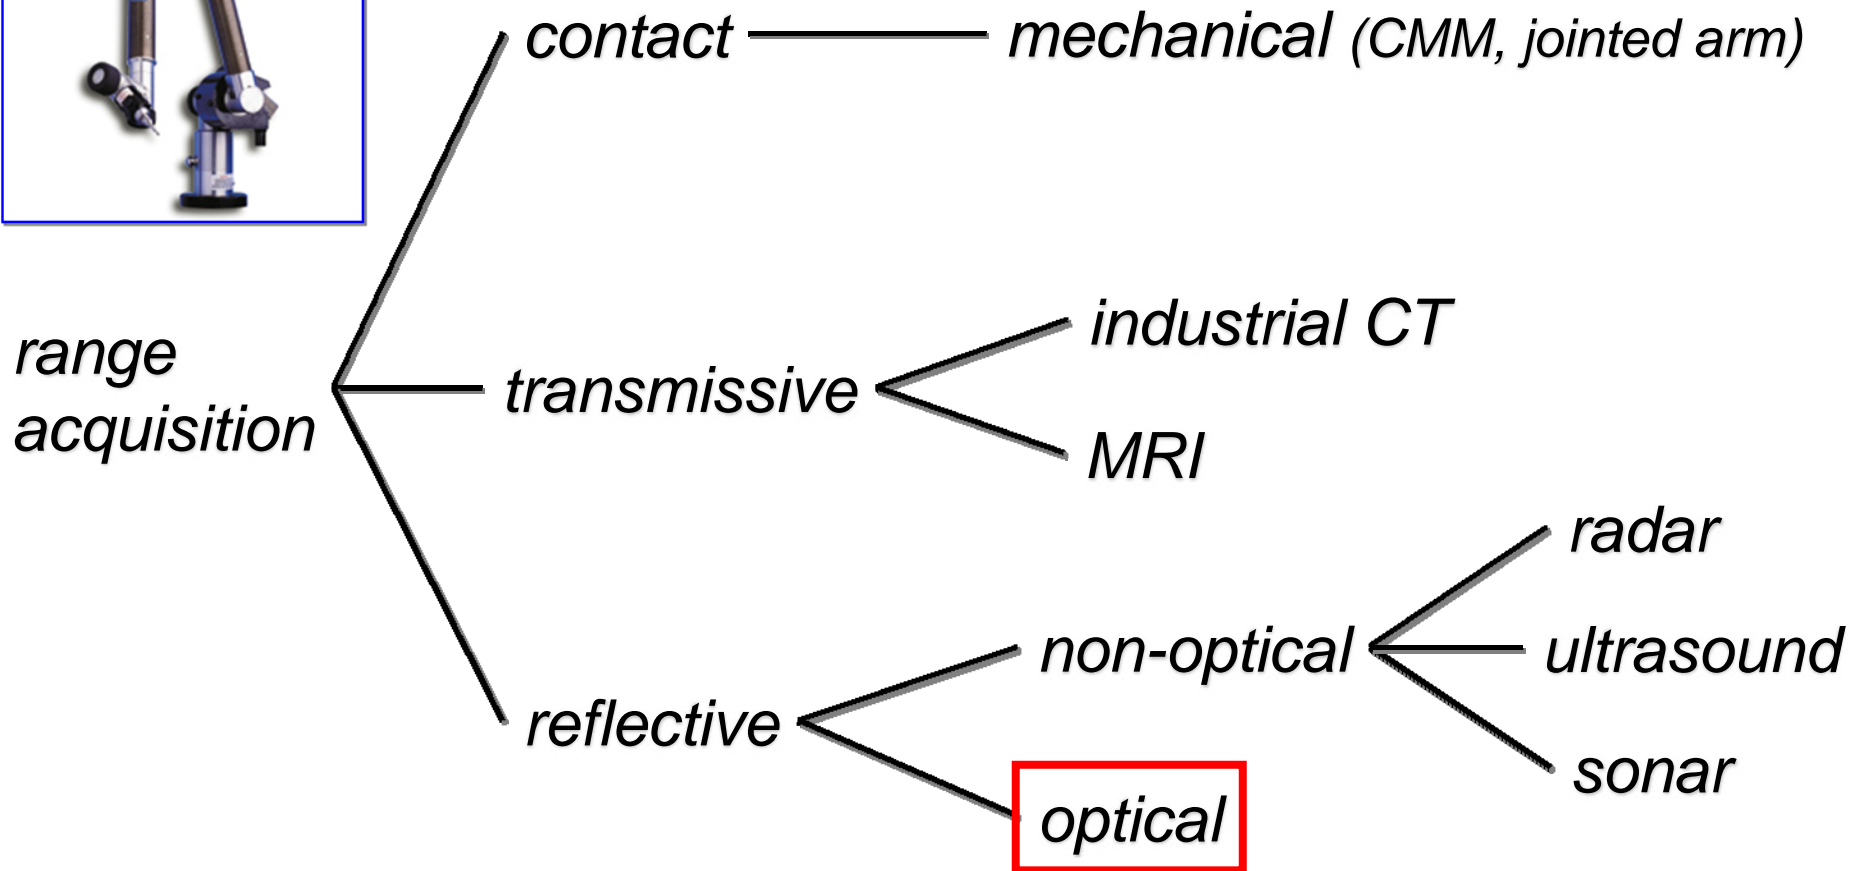 contact
mechanical (CMM, jointed arm)
range
acquisition
transmissive
industrial CT
MRI
reflective
non-optical
radar
ultrasound
sonar
optical